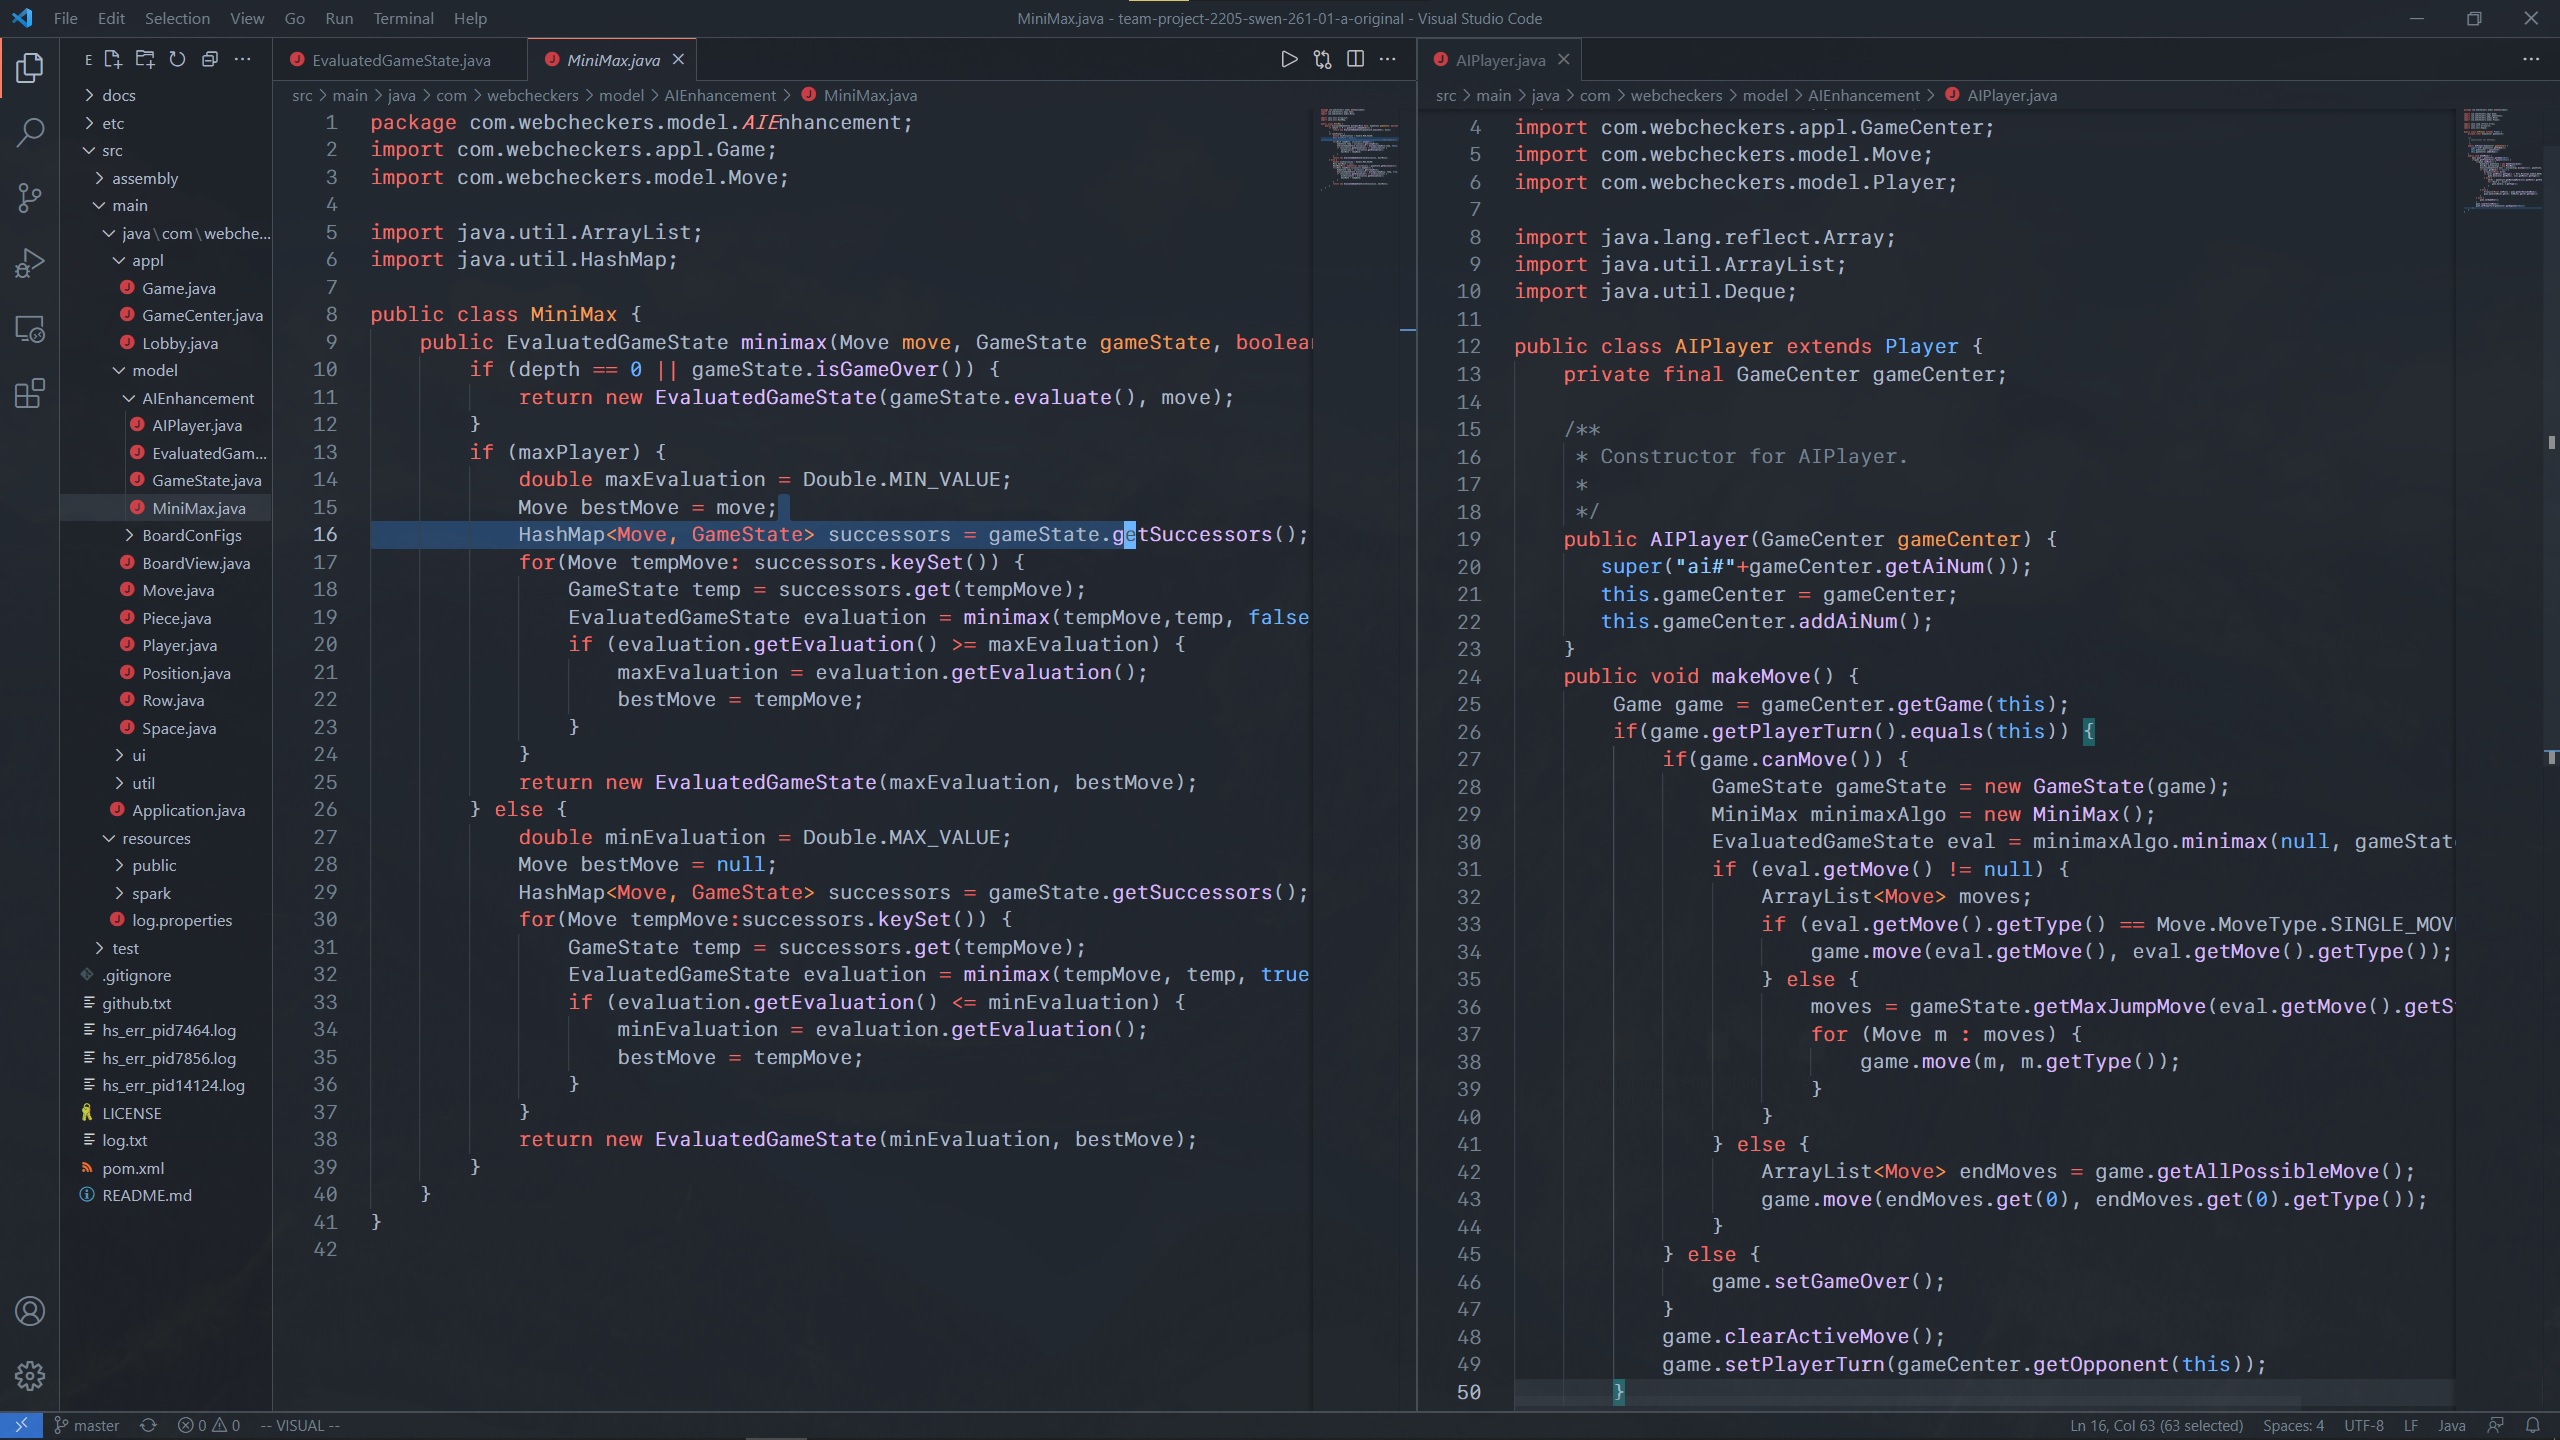 File Edit Selection View Go Run Terminal Help
MiniMax.java - team-project-2205-swen-261-01-a-original - Visual Studio Code
E
docs
etc
src
assembly
main
java\com\webche...
appl
Game.java
GameCenter.java
Lobby.java
model
AIEnhancement
AIPlayer.java
EvaluatedGam...
GameState.java
MiniMax.java
BoardConFigs
BoardView.java
Move.java
Piece.java
Player.java
Position.java
Row.java
Space.java
ui
util
Application.java
resources
public
spark
log.properties
test
.gitignore
github.txt
hs_err_pid7464.log
hs_err_pid7856.log
hs_err_pid14124.log
LICENSE
log.txt
pom.xml
README.md
EvaluatedGameState.java MiniMax.java
src > main > java > com > webcheckers > model > AIEnhancement > MiniMax.java
1 package com.webcheckers.model.AIEnhancement;
2 import com.webcheckers.appl.Game;
3 import com.webcheckers.model.Move;
4
5 import java.util.ArrayList;
6 import java.util.HashMap;
7
8 public class MiniMax {
9 public EvaluatedGameState minimax(Move move, GameState gameState, boolea
10 if (depth == 0 || gameState.isGameOver()) {
11 return new EvaluatedGameState(gameState.evaluate(), move);
12 }
13 if (maxPlayer) {
14 double maxEvaluation = Double.MIN_VALUE;
15 Move bestMove = move;
16 HashMap<Move, GameState> successors = gameState.getSuccessors();
17 for(Move tempMove: successors.keySet()) {
18 GameState temp = successors.get(tempMove);
19 EvaluatedGameState evaluation = minimax(tempMove,temp, false
20 if (evaluation.getEvaluation() >= maxEvaluation) {
21 maxEvaluation = evaluation.getEvaluation();
22 bestMove = tempMove;
23 }
24 }
25 return new EvaluatedGameState(maxEvaluation, bestMove);
26 } else {
27 double minEvaluation = Double.MAX_VALUE;
28 Move bestMove = null;
29 HashMap<Move, GameState> successors = gameState.getSuccessors();
30 for(Move tempMove:successors.keySet()) {
31 GameState temp = successors.get(tempMove);
32 EvaluatedGameState evaluation = minimax(tempMove, temp, true
33 if (evaluation.getEvaluation() <= minEvaluation) {
34 minEvaluation = evaluation.getEvaluation();
35 bestMove = tempMove;
36 }
37 }
38 return new EvaluatedGameState(minEvaluation, bestMove);
39 }
40 }
41 }
42
AIPlayer.java
src > main > java > com > webcheckers > model > AIEnhancement > AIPlayer.java
4 import com.webcheckers.appl.GameCenter;
5 import com.webcheckers.model.Move;
6 import com.webcheckers.model.Player;
7
8 import java.lang.reflect.Array;
9 import java.util.ArrayList;
10 import java.util.Deque;
11
12 public class AIPlayer extends Player {
13 private final GameCenter gameCenter;
14
15 /**
16 * Constructor for AIPlayer.
17 *
18 */
19 public AIPlayer(GameCenter gameCenter) {
20 super("ai#"+gameCenter.getAiNum());
21 this.gameCenter = gameCenter;
22 this.gameCenter.addAiNum();
23 }
24 public void makeMove() {
25 Game game = gameCenter.getGame(this);
26 if(game.getPlayerTurn().equals(this)) {
27 if(game.canMove()) {
28 GameState gameState = new GameState(game);
29 MiniMax minimaxAlgo = new MiniMax();
30 EvaluatedGameState eval = minimaxAlgo.minimax(null, gameStat
31 if (eval.getMove() != null) {
32 ArrayList<Move> moves;
33 if (eval.getMove().getType() == Move.MoveType.SINGLE_MOV
34 game.move(eval.getMove(), eval.getMove().getType());
35 } else {
36 moves = gameState.getMaxJumpMove(eval.getMove().getS
37 for (Move m : moves) {
38 game.move(m, m.getType());
39 }
40 }
41 } else {
42 ArrayList<Move> endMoves = game.getAllPossibleMove();
43 game.move(endMoves.get(0), endMoves.get(0).getType());
44 }
45 } else {
46 game.setGameOver();
47 }
48 game.clearActiveMove();
49 game.setPlayerTurn(gameCenter.getOpponent(this));
50 }
master 0 0 -- VISUAL --
Ln 16, Col 63 (63 selected) Spaces: 4 UTF-8 LF Java